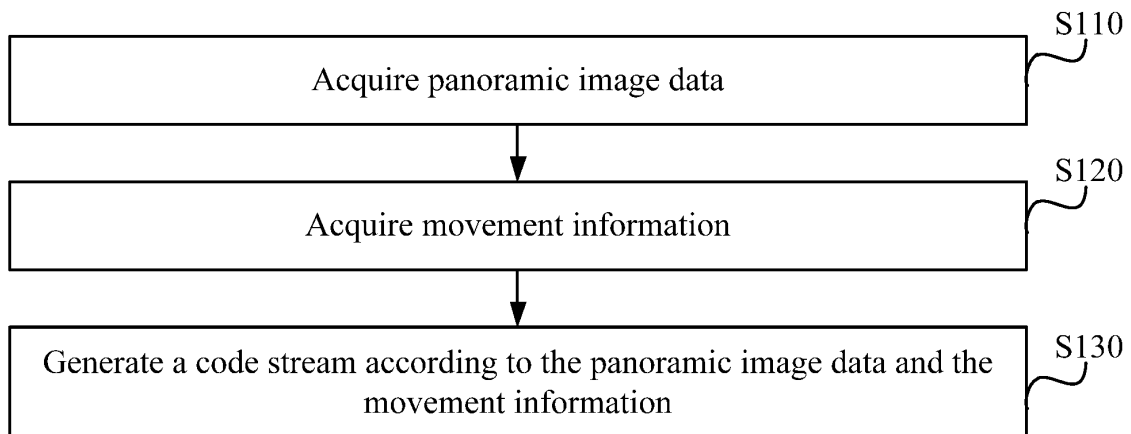 S110
Acquire panoramic image data
S120
Acquire movement information
S130
Generate a code stream according to the panoramic image data and the
movement information